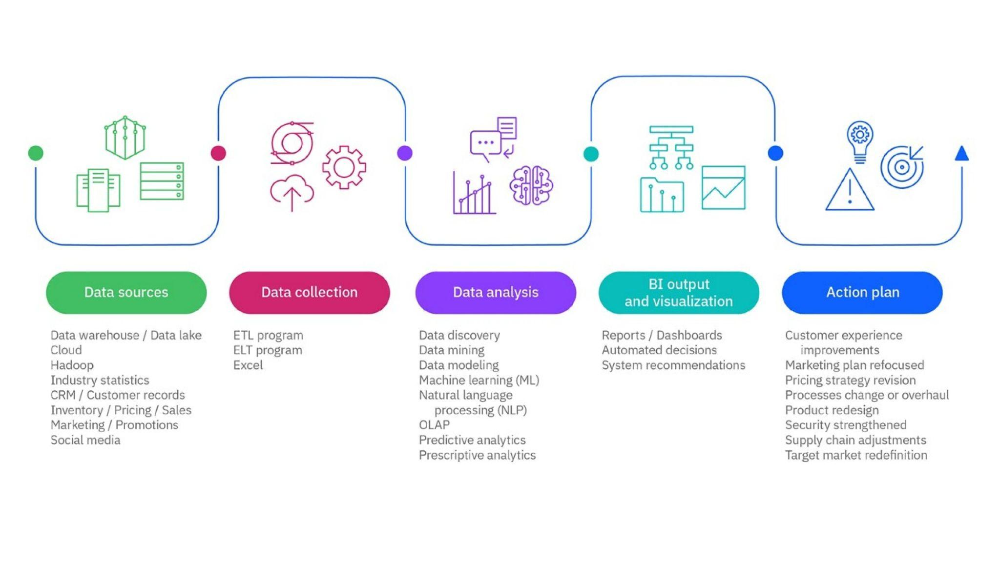 Data sources
Data warehouse / Data lake
Cloud
Hadoop
Industry statistics
CRM / Customer records
Inventory / Pricing / Sales
Marketing / Promotions
Social media
Data collection
ETL program
ELT program
Excel
Data analysis
Data discovery
Data mining
Data modeling
Machine learning (ML)
Natural language
processing (NLP)
OLAP
Predictive analytics
Prescriptive analytics
BI output
and visualization
Reports / Dashboards
Automated decisions
System recommendations
Action plan
Customer experience
improvements
Marketing plan refocused
Pricing strategy revision
Processes change or overhaul
Product redesign
Security strengthened
Supply chain adjustments
Target market redefinition